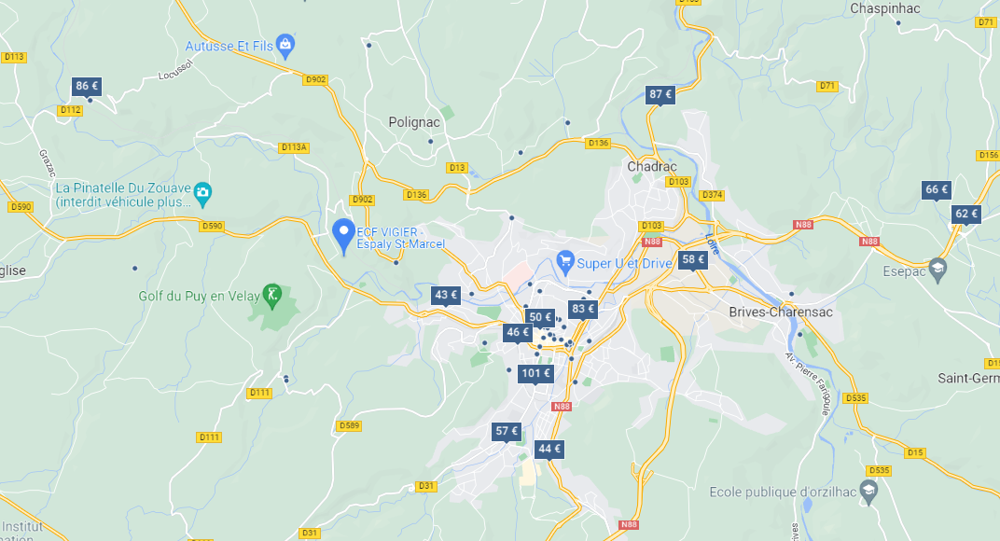 D103
Chaspinhac
D71
Autusse Et Fils
D113
Locussol
D902
86 €
D71
87 €
D112
Polignac
D136
D113A
D156
Grazac
Chadrac
D13
La Pinatelle Du Zouave
(interdit véhicule plus...
D103
66 €
D902
D136
D374
D590
62 €
D590
D103
N88
ECF VIGIER -
Espaly St Marcel
N88
Loire
N88
58 €
Super U et Drive
glise
Esepac
Golf du Puy en Velay
43 €
83 €
Brives-Charensac
50 €
46 €
D15
101 €
Av. Pierre Farigoule
Saint-Germ
D111
D535
N88
D589
57 €
D111
44 €
D15
D535
D31
Ecole publique d'orzilhac
Institut
N88
D31